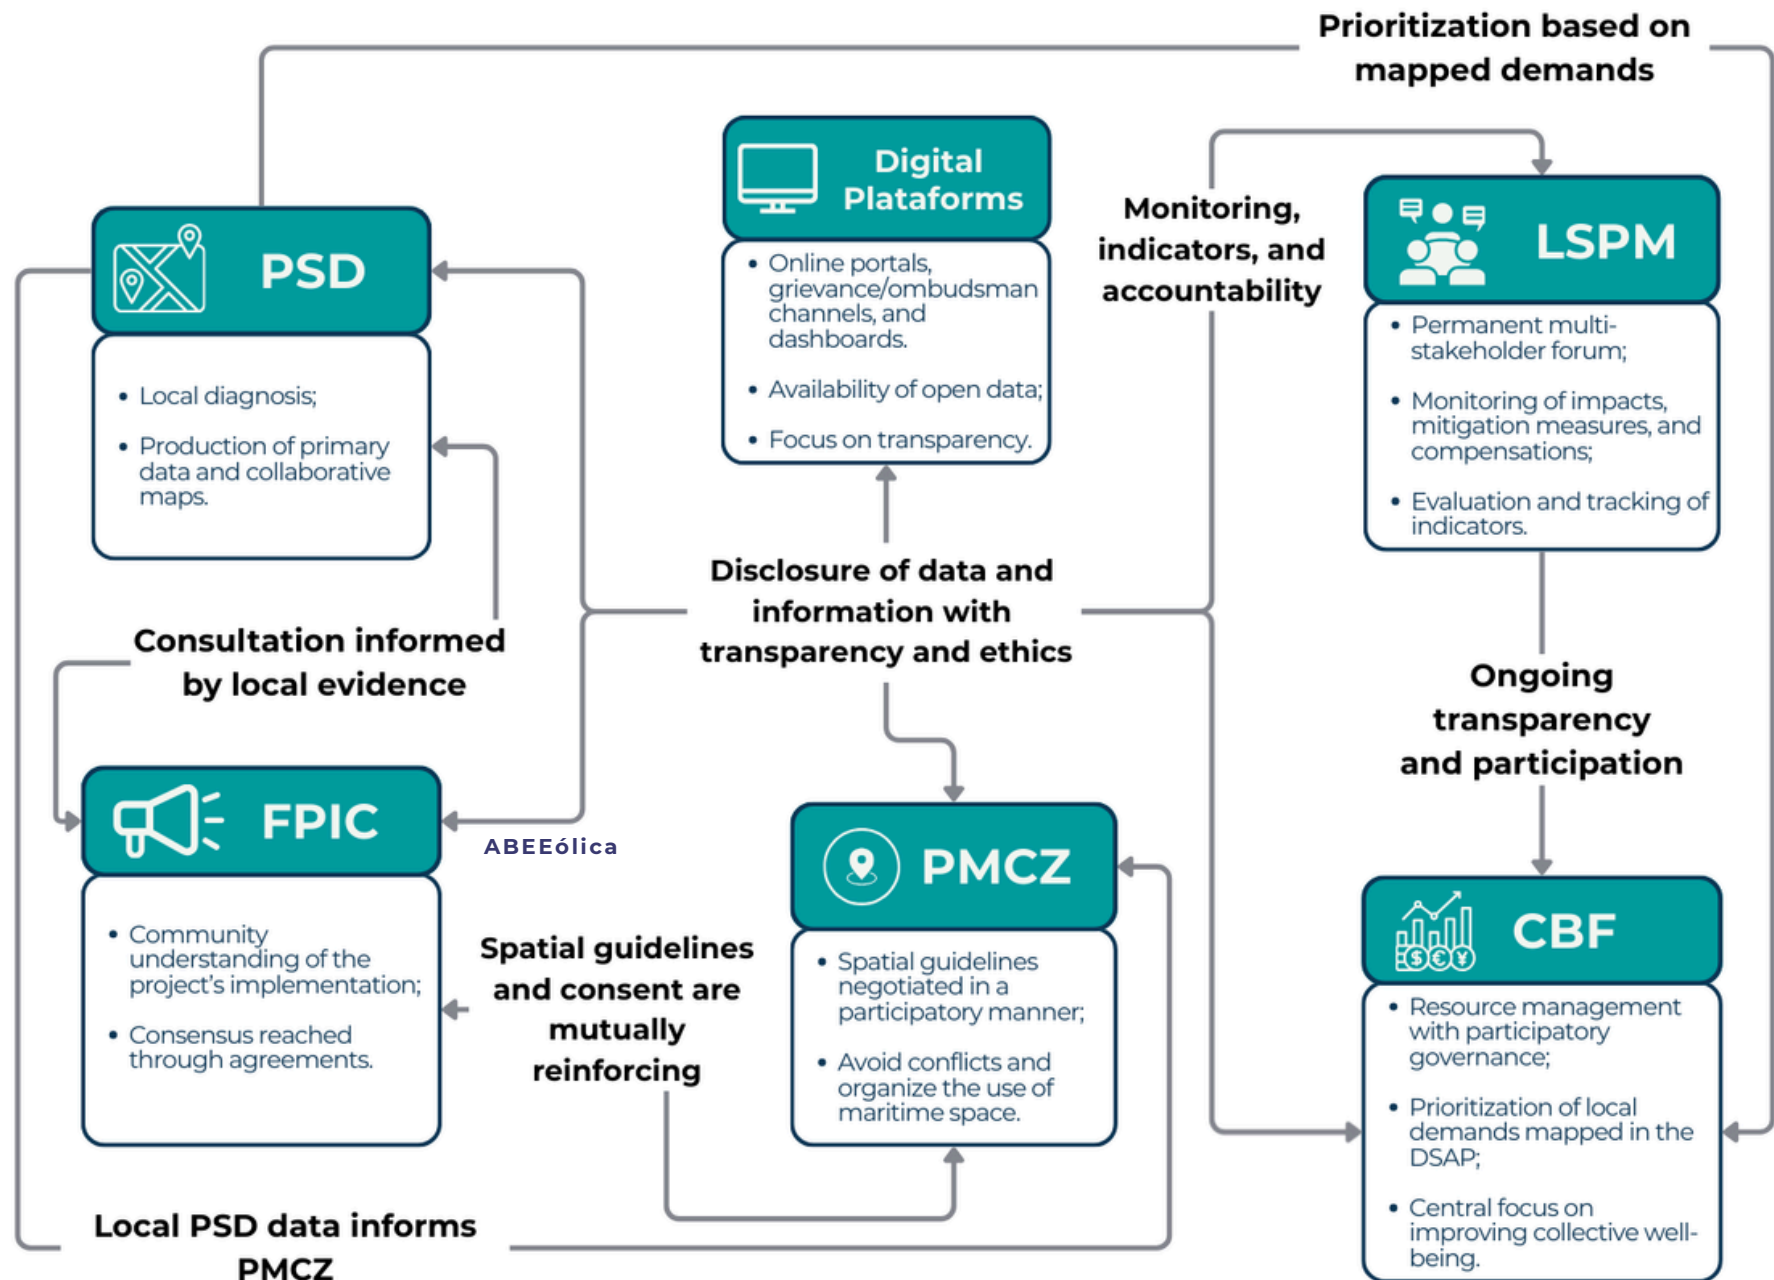 Prioritization based on
mapped demands
Digital
Plataforms
Online portals,
grievance/ombudsman
channels, and
dashboards.
Availability of open data;
Focus on transparency.
Monitoring,
indicators, and
accountability
LSPM
Permanent multi-
stakeholder forum;
Monitoring of impacts,
mitigation measures, and
compensations;
Evaluation and tracking of
indicators.
PSD
Local diagnosis;
Production of primary
data and collaborative
maps.
Disclosure of data and
information with
transparency and ethics
Consultation informed
by local evidence
Ongoing
transparency
and participation
FPIC
ABEEólica
Community
understanding of the
project's implementation;
Consensus reached
through agreements.
Spatial guidelines
and consent are
mutually
reinforcing
PMCZ
Spatial guidelines
negotiated in a
participatory manner;
Avoid conflicts and
organize the use of
maritime space.
CBF
$ € ¥
Resource management
with participatory
governance;
Prioritization of local
demands mapped in the
DSAP;
Central focus on
improving collective well-
being.
Local PSD data informs
PMCZ